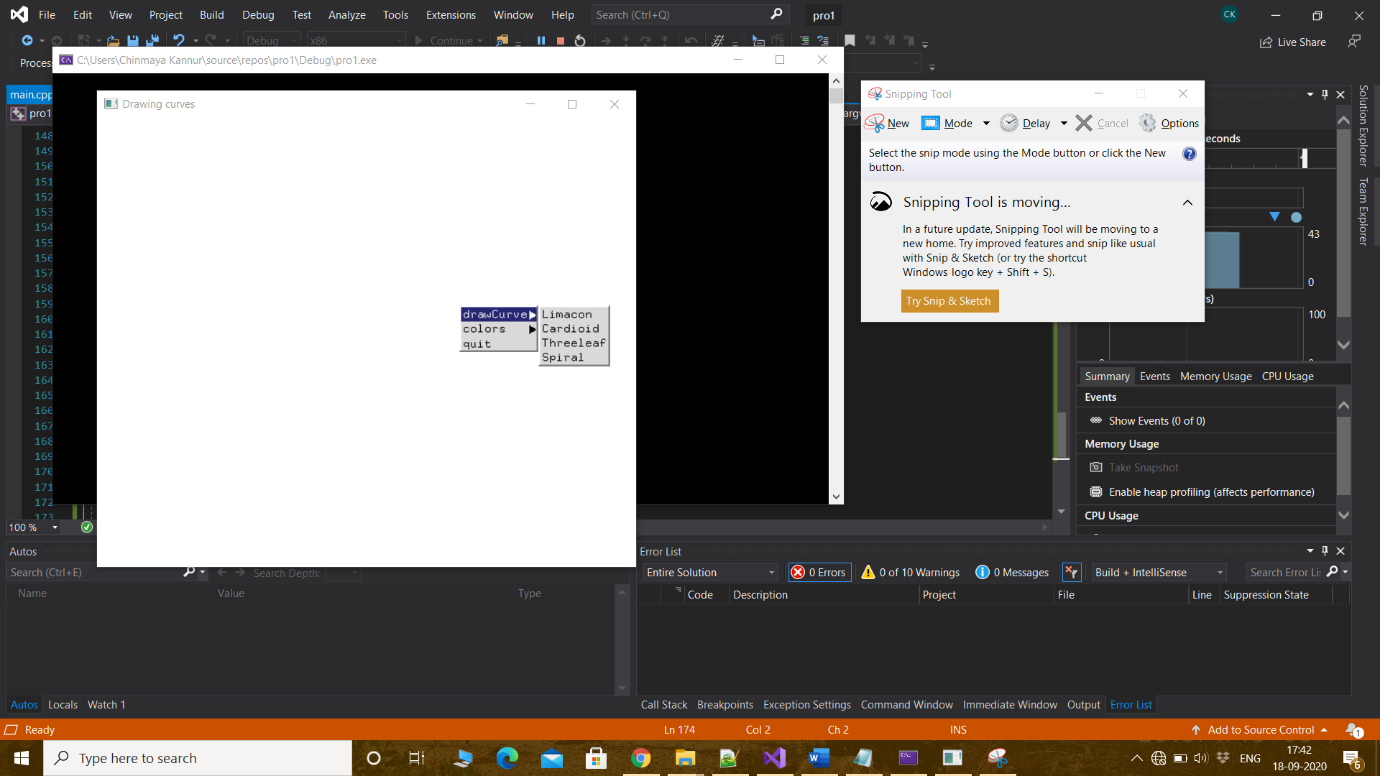 File Edit View Project Build Debug Test Analyze Tools Extensions Window Help Search (Ctrl+Q) pro1 CK
Debug x86 Continue Live Share
C:\Users\Chinmaya Kannur\source\repos\pro1\Debug\pro1.exe
Drawing curves
main.cpp
pro1
148
149
150
151
152
153
154
155
156
157
158
159
160
161
162
163
164
165
166
167
168
169
170
171
172
173
drawCurve Limacon
colors Cardioid
quit Threeleaf
Spiral
Snipping Tool
New Mode Delay Cancel Options
Select the snip mode using the Mode button or click the New
button.
Snipping Tool is moving...
In a future update, Snipping Tool will be moving to a
new home. Try improved features and snip like usual
with Snip & Sketch (or try the shortcut
Windows logo key + Shift + S).
Try Snip & Sketch
43
0
100
Solution Explorer
Team Explorer
Summary Events Memory Usage CPU Usage
Events
Show Events (0 of 0)
Memory Usage
Take Snapshot
Enable heap profiling (affects performance)
CPU Usage
100 %
Autos
Search (Ctrl+E) Search Depth:
Name Value Type
Autos Locals Watch 1
Error List
Entire Solution 0 Errors 0 of 10 Warnings 0 Messages Build + IntelliSense
Code Description Project File Line Suppression State
Call Stack Breakpoints Exception Settings Command Window Immediate Window Output Error List
Ready Ln 174 Col 2 Ch 2 INS Add to Source Control 1
Type here to search ENG 17:42
18-09-2020 6